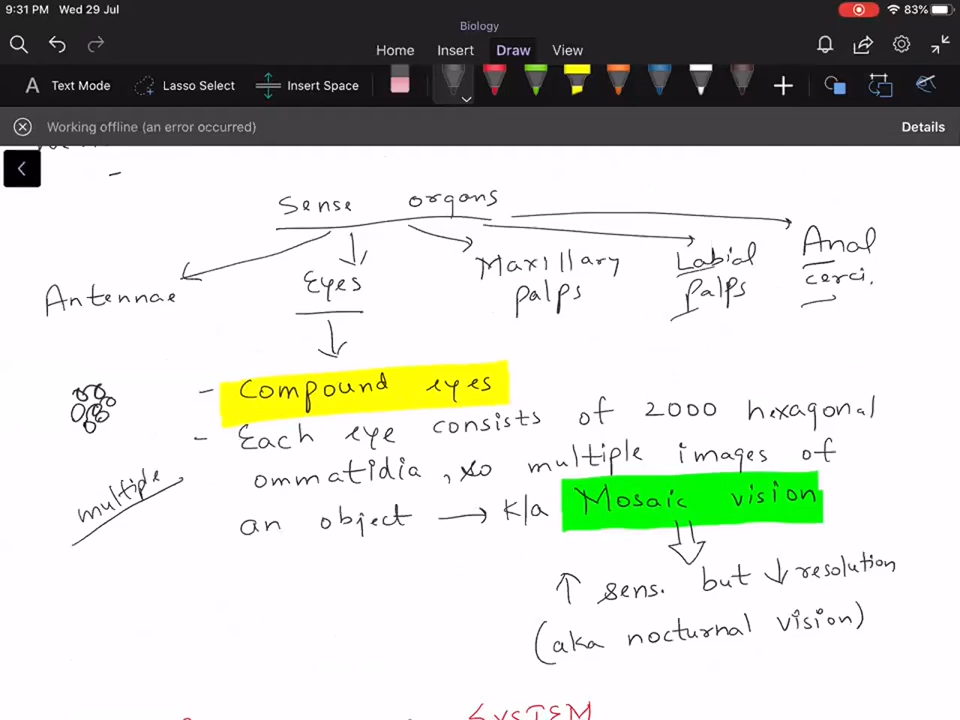 9:31 PM Wed 29 Jul
83%
Biology
Home Insert Draw View
Text Mode Lasso Select Insert Space
Working offline (an error occurred) Details
Sense organs
Antennae
Eyes
Maxillary palps
Labial palps
Anal cerci.
- Compound eyes
- Each eye consists of 2000 hexagonal
ommatidia, so multiple images of
an object → k/a Mosaic vision
multiple
↑ sens. but ↓ resolution
(aka nocturnal vision)
SYSTEM